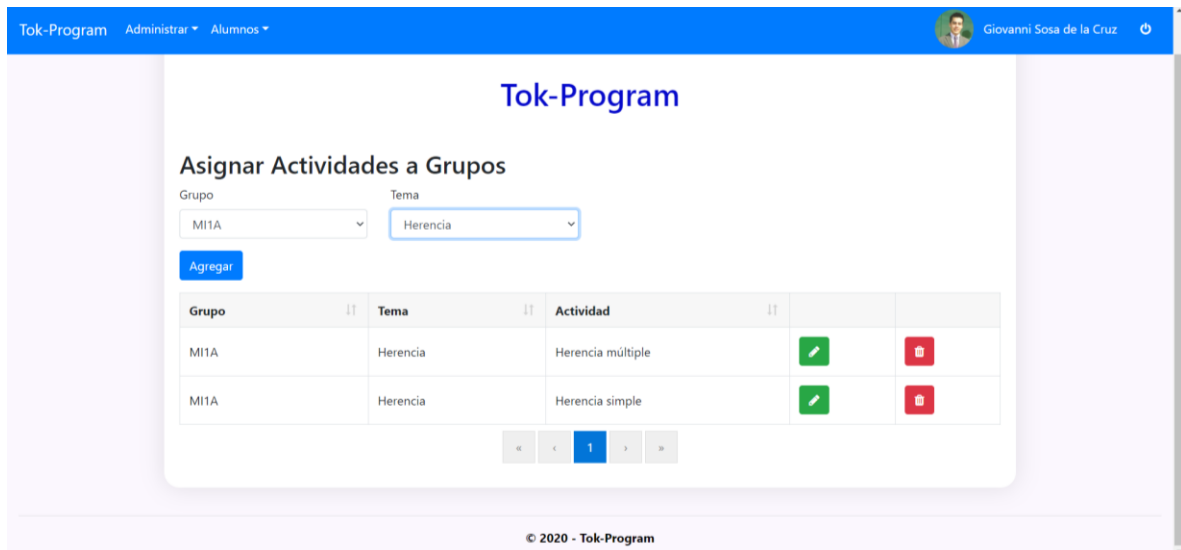 Tok-Program Administrar Alumnos Giovanni Sosa de la Cruz
Tok-Program
Asignar Actividades a Grupos
Grupo Tema
MI1A Herencia
Agregar
Grupo Tema Actividad
MI1A Herencia Herencia múltiple
MI1A Herencia Herencia simple
« ‹ 1 › »
© 2020 - Tok-Program